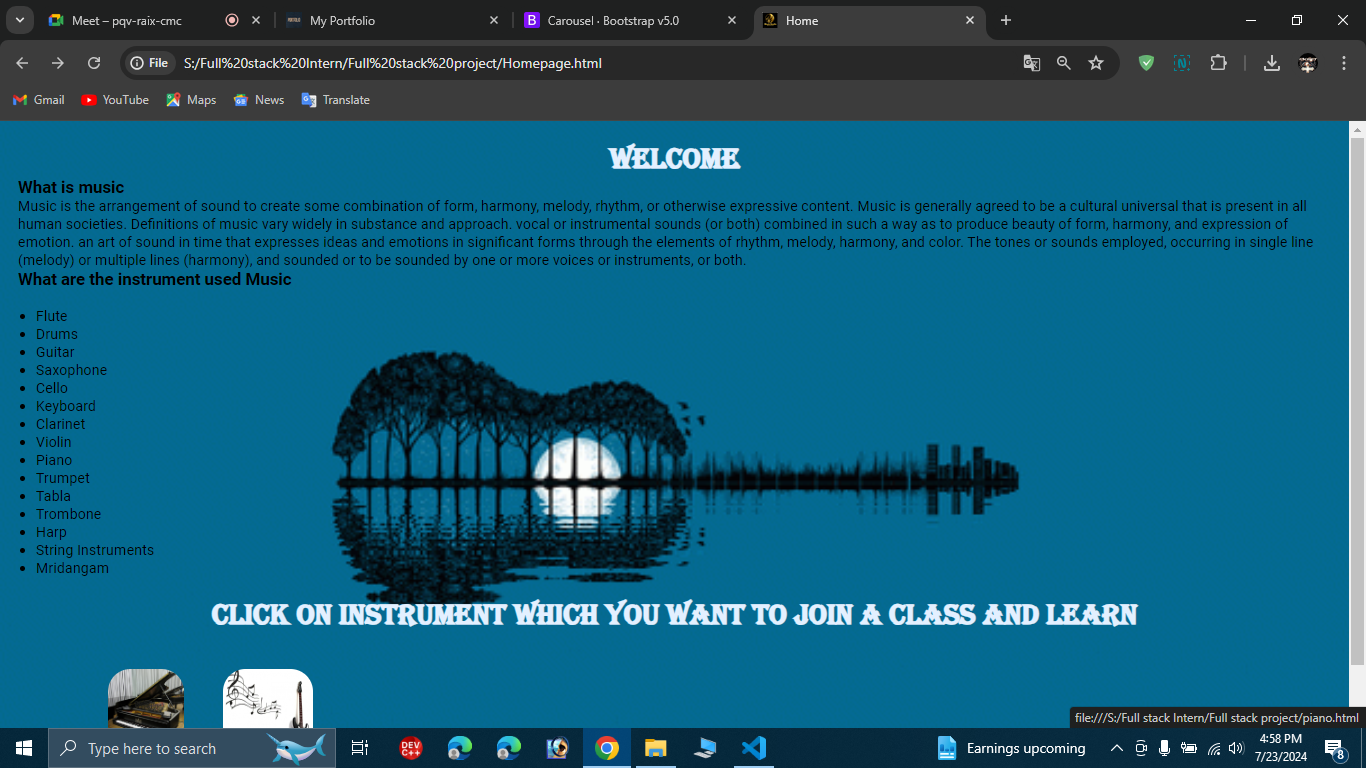 Meet – pqv-raix-cmc
My Portfolio
Carousel · Bootstrap v5.0
Home
File
S:/Full%20stack%20Intern/Full%20stack%20project/Homepage.html
Gmail
YouTube
Maps
News
Translate
WELCOME
What is music
Music is the arrangement of sound to create some combination of form, harmony, melody, rhythm, or otherwise expressive content. Music is generally agreed to be a cultural universal that is present in all
human societies. Definitions of music vary widely in substance and approach. vocal or instrumental sounds (or both) combined in such a way as to produce beauty of form, harmony, and expression of
emotion. an art of sound in time that expresses ideas and emotions in significant forms through the elements of rhythm, melody, harmony, and color. The tones or sounds employed, occurring in single line
(melody) or multiple lines (harmony), and sounded or to be sounded by one or more voices or instruments, or both.
What are the instrument used Music
• Flute
• Drums
• Guitar
• Saxophone
• Cello
• Keyboard
• Clarinet
• Violin
• Piano
• Trumpet
• Tabla
• Trombone
• Harp
• String Instruments
• Mridangam
CLICK ON INSTRUMENT WHICH YOU WANT TO JOIN A CLASS AND LEARN
file:///S:/Full stack Intern/Full stack project/piano.html
Type here to search
DEV
C++
Earnings upcoming
4:58 PM
7/23/2024
8